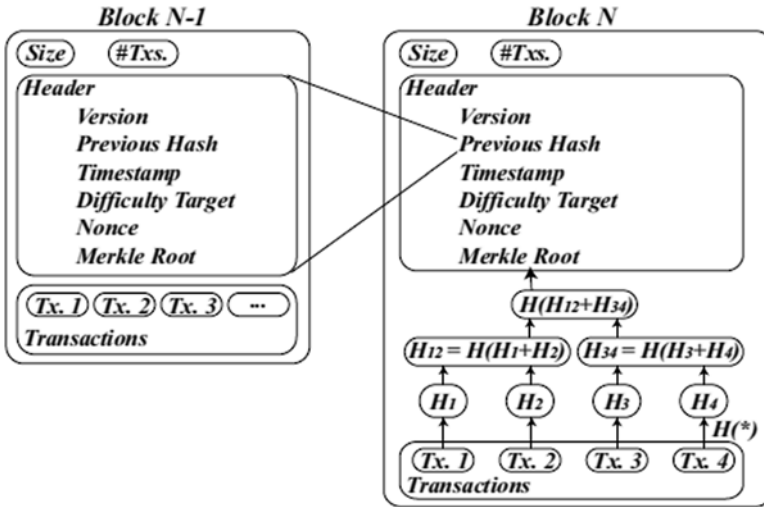 Block N-1
Size #Txs.
Header
Version
Previous Hash
Timestamp
Difficulty Target
Nonce
Merkle Root
Tx. 1 Tx. 2 Tx. 3 ...
Transactions
Block N
Size #Txs.
Header
Version
Previous Hash
Timestamp
Difficulty Target
Nonce
Merkle Root
H(H12+H34)
H12 = H(H1+H2) H34 = H(H3+H4)
H1 H2 H3 H4
H(*)
Tx. 1 Tx. 2 Tx. 3 Tx. 4
Transactions